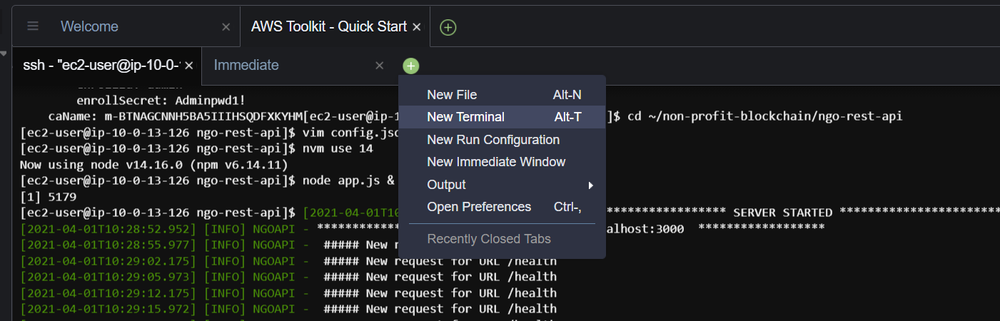 Welcome
AWS Toolkit - Quick Start
ssh - "ec2-user@ip-10-0-
Immediate
New File Alt-N
New Terminal Alt-T
New Run Configuration
New Immediate Window
Output
Open Preferences Ctrl-,
Recently Closed Tabs
enrollSecret: Adminpwd1!
caName: m-BTNAGCNNH5BA5IIIHSQDFXKYHM[ec2-user@ip-1 ]$ cd ~/non-profit-blockchain/ngo-rest-api
[ec2-user@ip-10-0-13-126 ngo-rest-api]$ vim config.jso
[ec2-user@ip-10-0-13-126 ngo-rest-api]$ nvm use 14
Now using node v14.16.0 (npm v6.14.11)
[ec2-user@ip-10-0-13-126 ngo-rest-api]$ node app.js &
[1] 5179
[ec2-user@ip-10-0-13-126 ngo-rest-api]$ [2021-04-01T10 ***************** SERVER STARTED ***********************
[2021-04-01T10:28:52.952] [INFO] NGOAPI - ************ alhost:3000 ******************
[2021-04-01T10:28:55.977] [INFO] NGOAPI - ##### New r
[2021-04-01T10:29:02.175] [INFO] NGOAPI - ##### New request for URL /health
[2021-04-01T10:29:05.973] [INFO] NGOAPI - ##### New request for URL /health
[2021-04-01T10:29:12.175] [INFO] NGOAPI - ##### New request for URL /health
[2021-04-01T10:29:15.972] [INFO] NGOAPI - ##### New request for URL /health